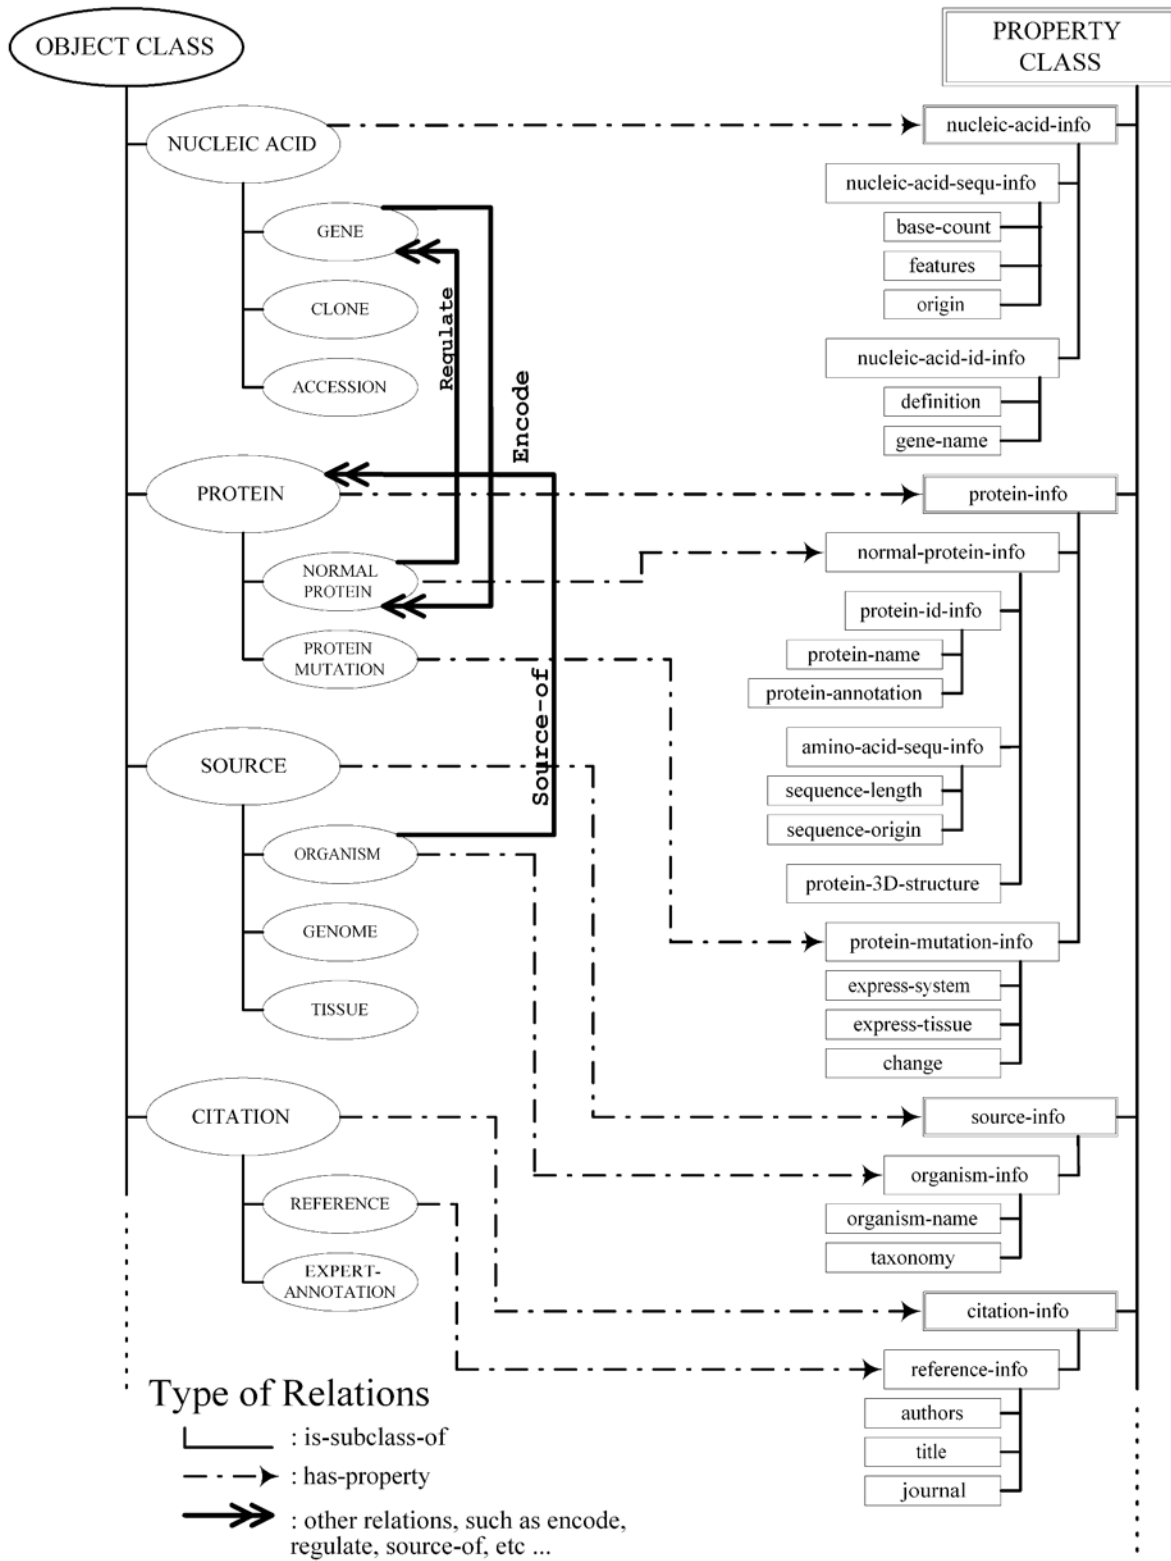 OBJECT CLASS
PROPERTY
CLASS
NUCLEIC ACID
nucleic-acid-info
nucleic-acid-sequ-info
GENE
base-count
features
origin
CLONE
Requlate
nucleic-acid-id-info
ACCESSION
definition
Encode
gene-name
PROTEIN
protein-info
normal-protein-info
NORMAL
PROTEIN
protein-id-info
PROTEIN
MUTATION
protein-name
protein-annotation
Source-of
SOURCE
amino-acid-sequ-info
sequence-length
sequence-origin
ORGANISM
protein-3D-structure
GENOME
protein-mutation-info
express-system
TISSUE
express-tissue
change
CITATION
source-info
organism-info
REFERENCE
organism-name
taxonomy
EXPERT-
ANNOTATION
citation-info
reference-info
authors
title
journal
Type of Relations
: is-subclass-of
: has-property
: other relations, such as encode,
regulate, source-of, etc ...